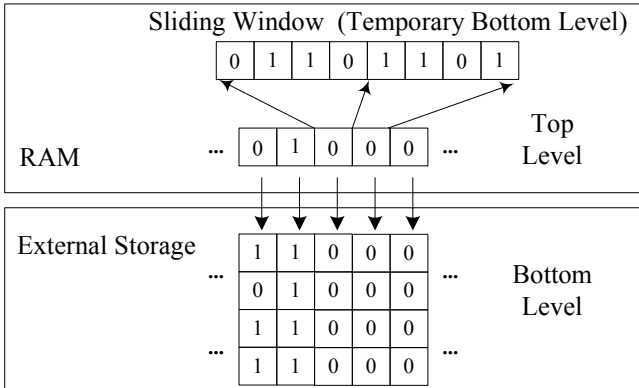 Sliding Window (Temporary Bottom Level)
0 1 1 0 1 1 0 1
RAM ... 0 1 0 0 0 ... Top
Level
External Storage
... 1 1 0 0 0 ...
0 1 0 0 0 Bottom
Level
1 1 0 0 0
... 1 1 0 0 0 ...